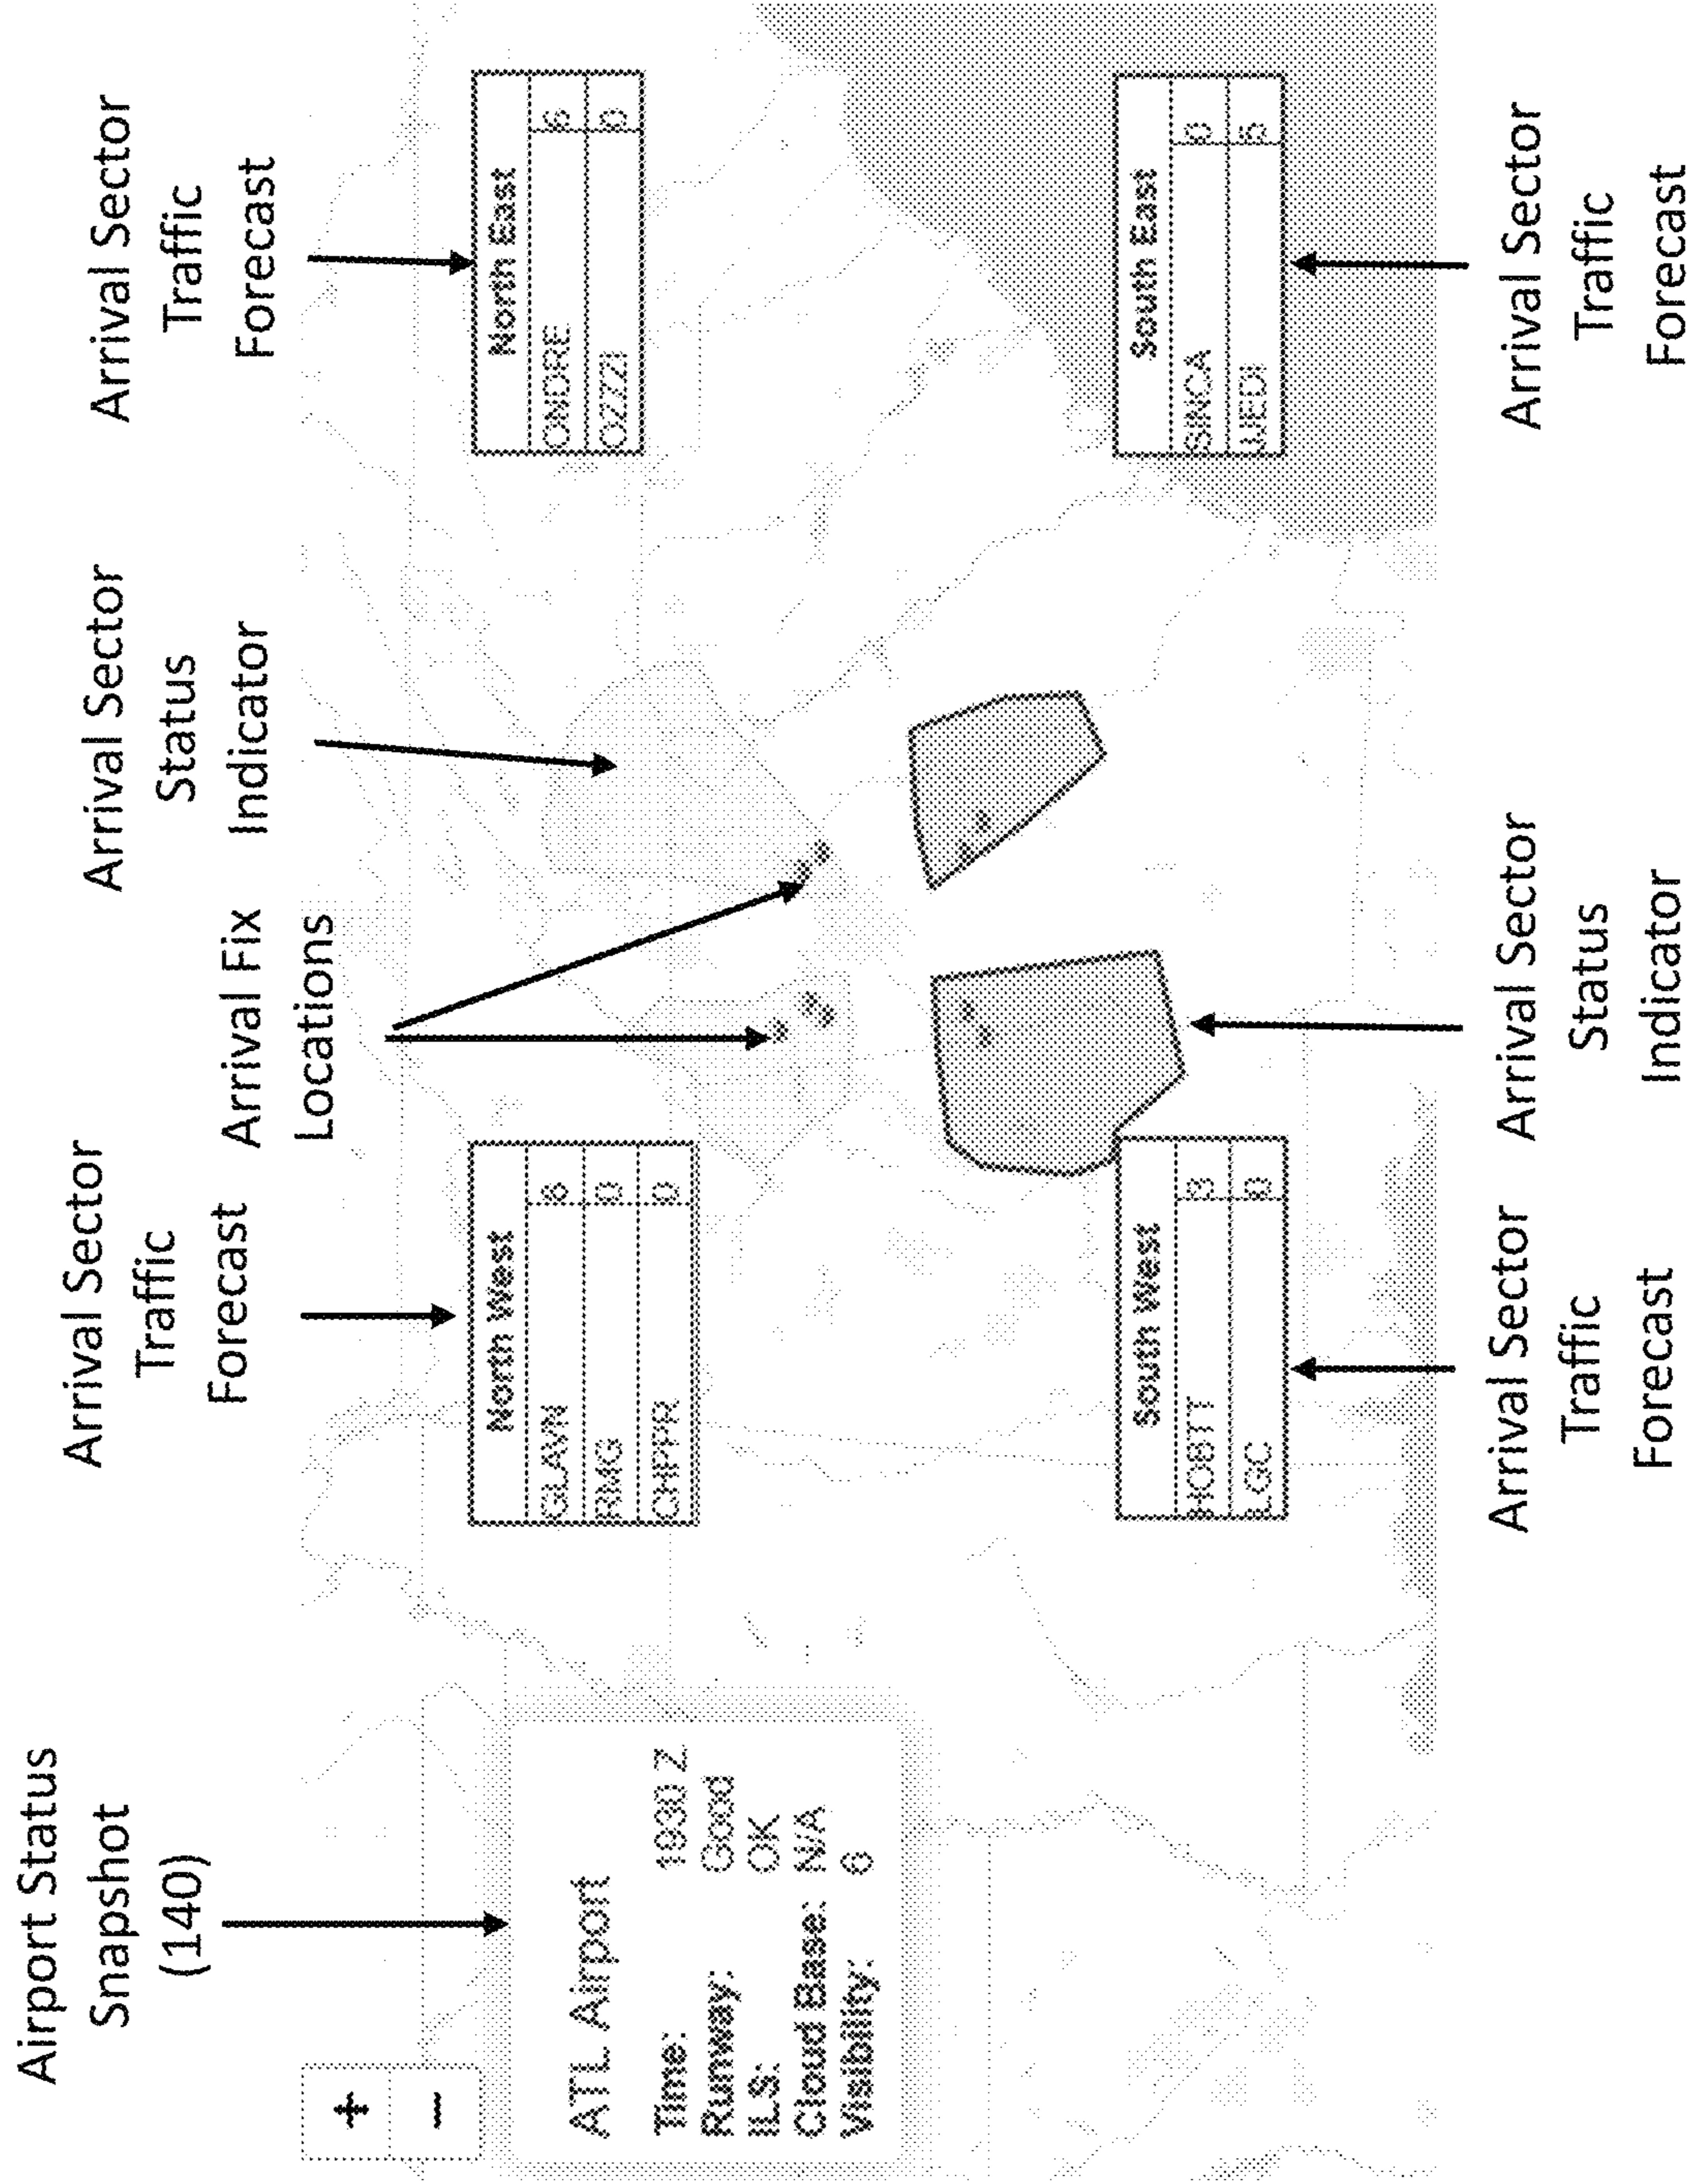 Airport Status
Snapshot
(140)
Arrival Sector
Traffic
Forecast
Arrival Fix
Locations
Arrival Sector
Status
Indicator
Arrival Sector
Traffic
Forecast
+
−
ATL Airport
Time: 1930 Z
Runway: Good
ILS: OK
Cloud Base: N/A
Visibility: 6
North West
GLAVN 8
RMG 0
CHPPR 0
North East
ONDRE 6
OZZZI 0
South West
HOBTT 3
LGC
South East
SINCA 0
JJEDI 5
Arrival Sector
Traffic
Forecast
Arrival Sector
Status
Indicator
Arrival Sector
Traffic
Forecast